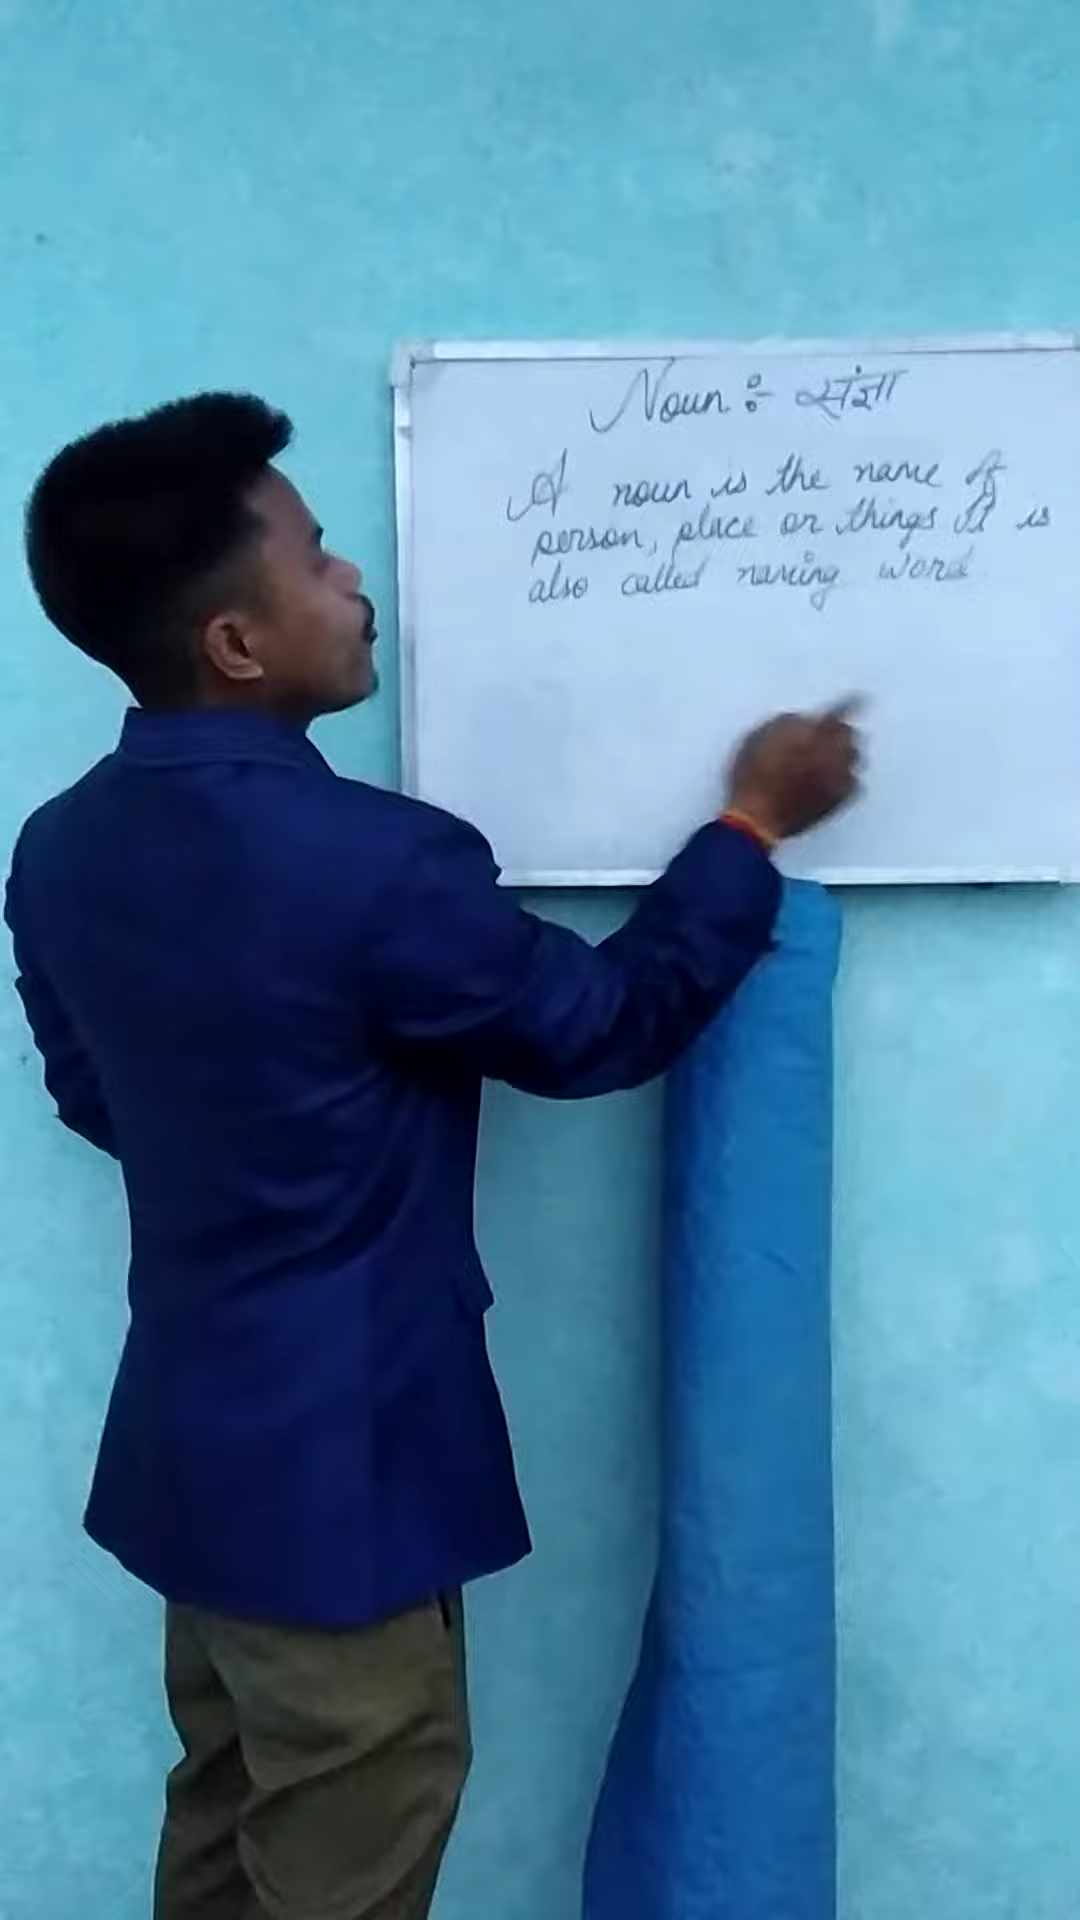 Noun :- संज्ञा
A noun is the name of
person, place or things It is
also called naming word